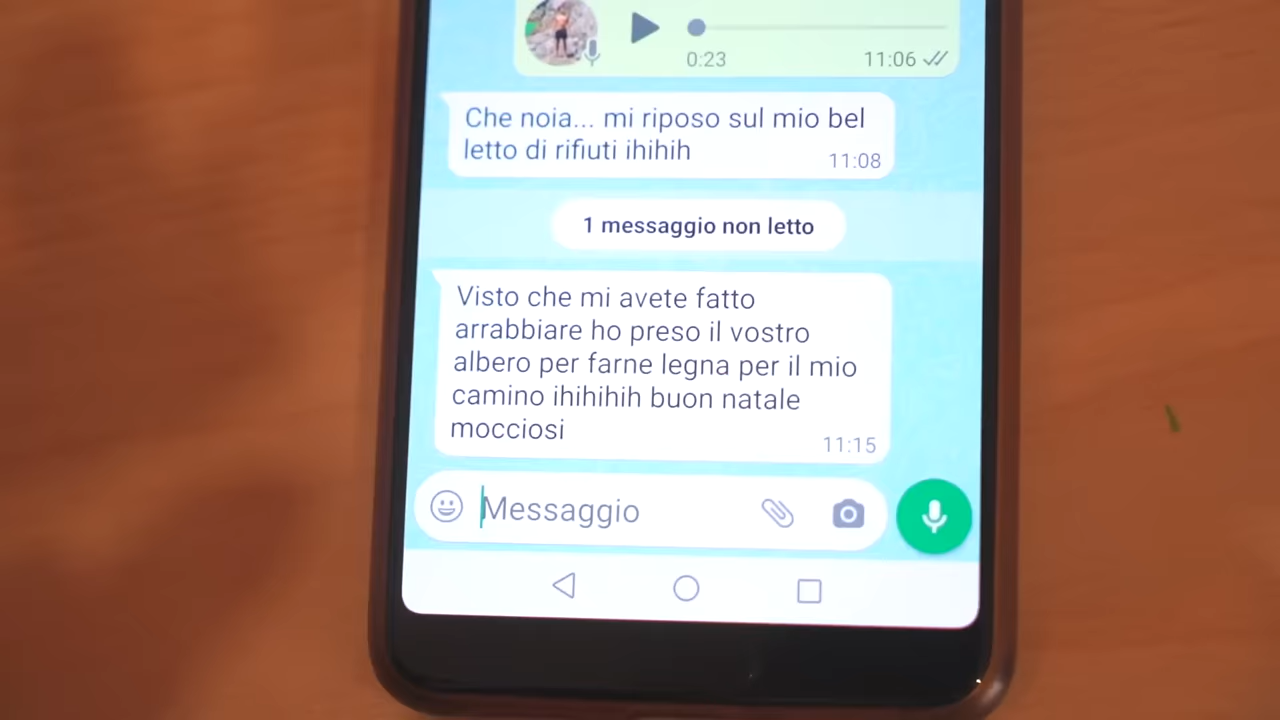 0:23
11:06
Che noia... mi riposo sul mio bel
letto di rifiuti ihihih
11:08
1 messaggio non letto
Visto che mi avete fatto
arrabbiare ho preso il vostro
albero per farne legna per il mio
camino ihihihih buon natale
mocciosi
11:15
Messaggio